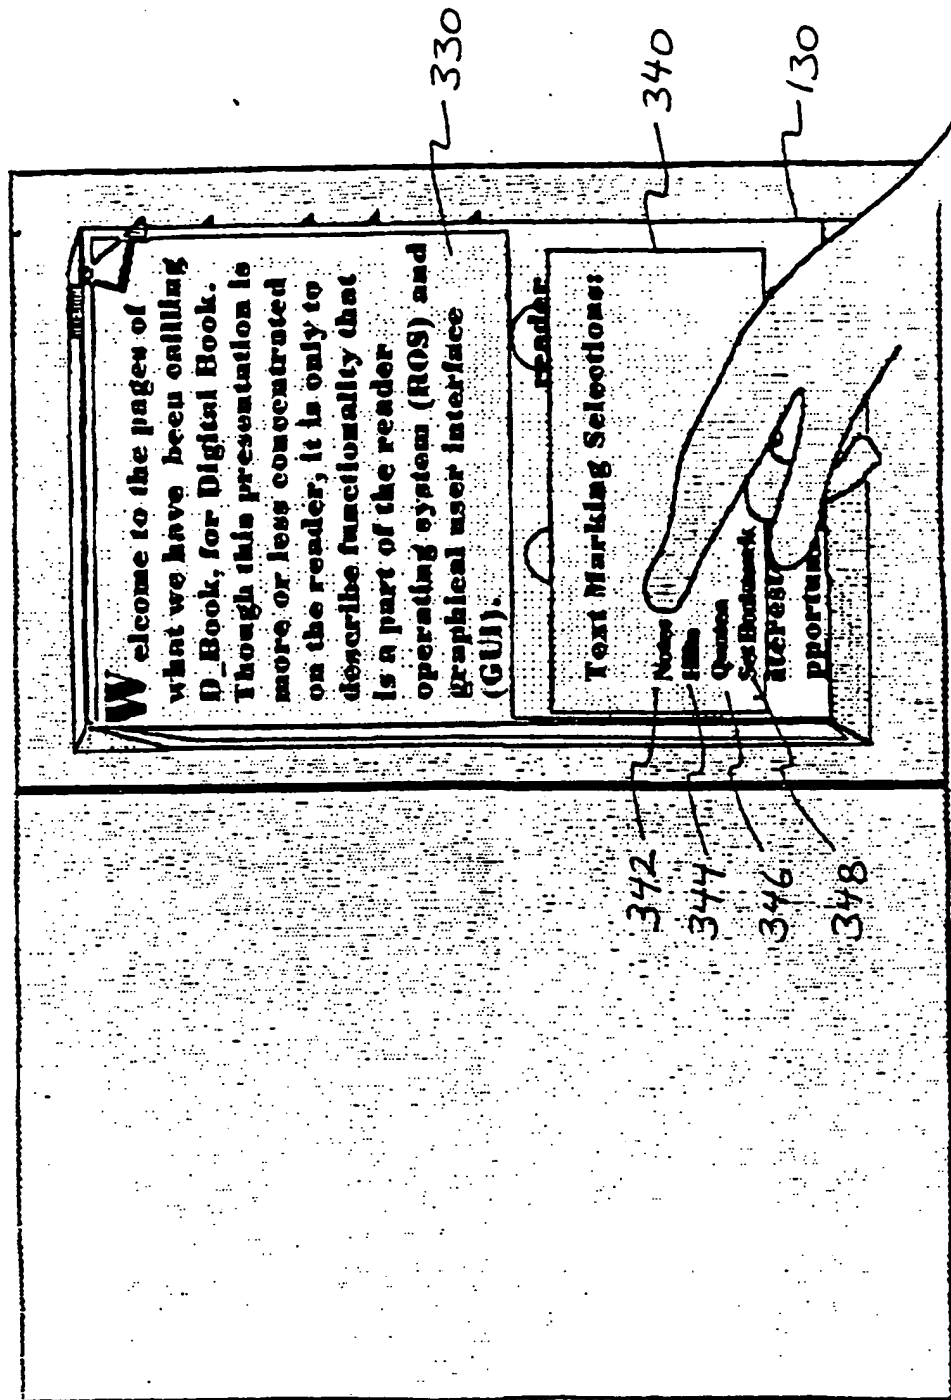 Welcome to the pages of
what we have been callling
D_Book, for Digital Book.
Though this presentation is
more or less concentrated
on the reader, it is only to
describe functionality that
is a part of the reader
operating system (ROS) and
graphical user interface
(GUI).
reader
Text Marking Selections:
Notes
Hilite
Quotes
Set Bookmark
330
340
130
342
344
346
348